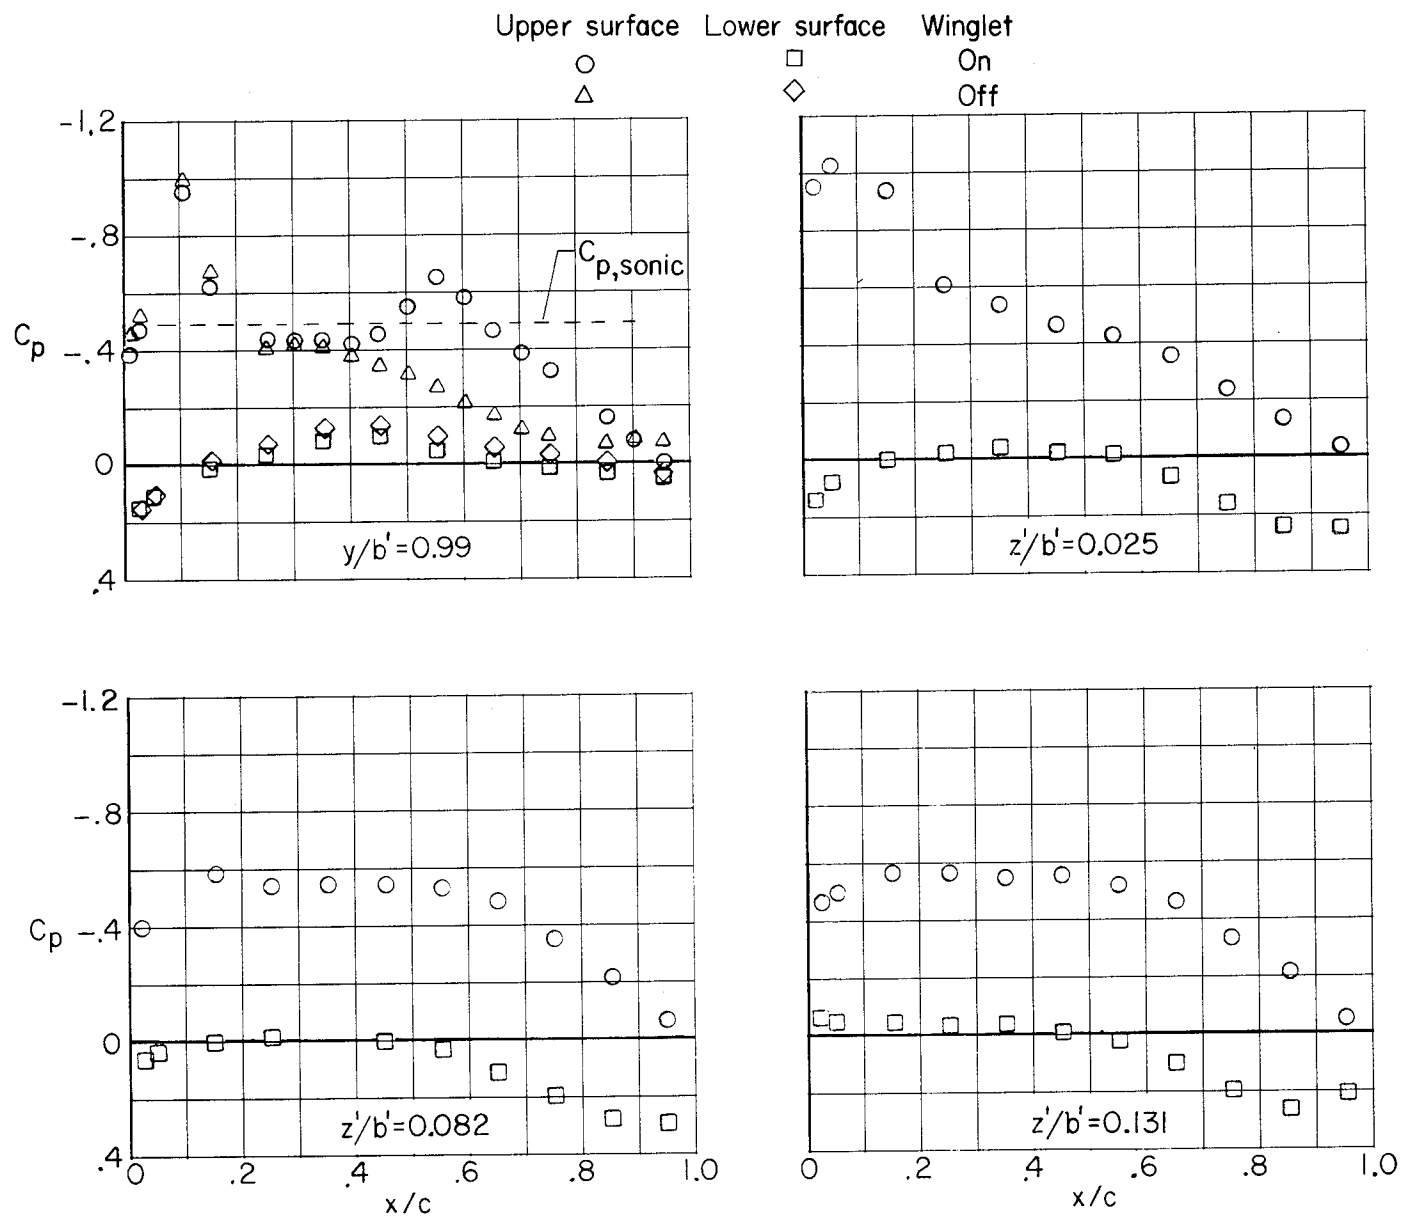 Upper surface Lower surface Winglet
On
Off
-1.2
-.8
C_p,sonic
C_p -.4
0
y/b'=0.99
z'/b'=0.025
.4
-1.2
-.8
C_p -.4
0
z'/b'=0.082
z'/b'=0.131
.4
0 .2 .4 .6 .8 1.0
0 .2 .4 .6 .8 1.0
x/c
x/c